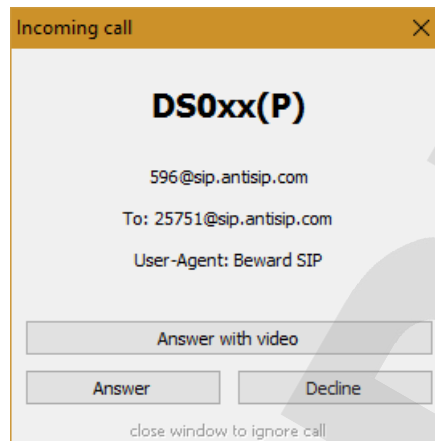 Incoming call
DS0xx(P)
596@sip.antisip.com
To: 25751@sip.antisip.com
User-Agent: Beward SIP
Answer with video
Answer Decline
close window to ignore call